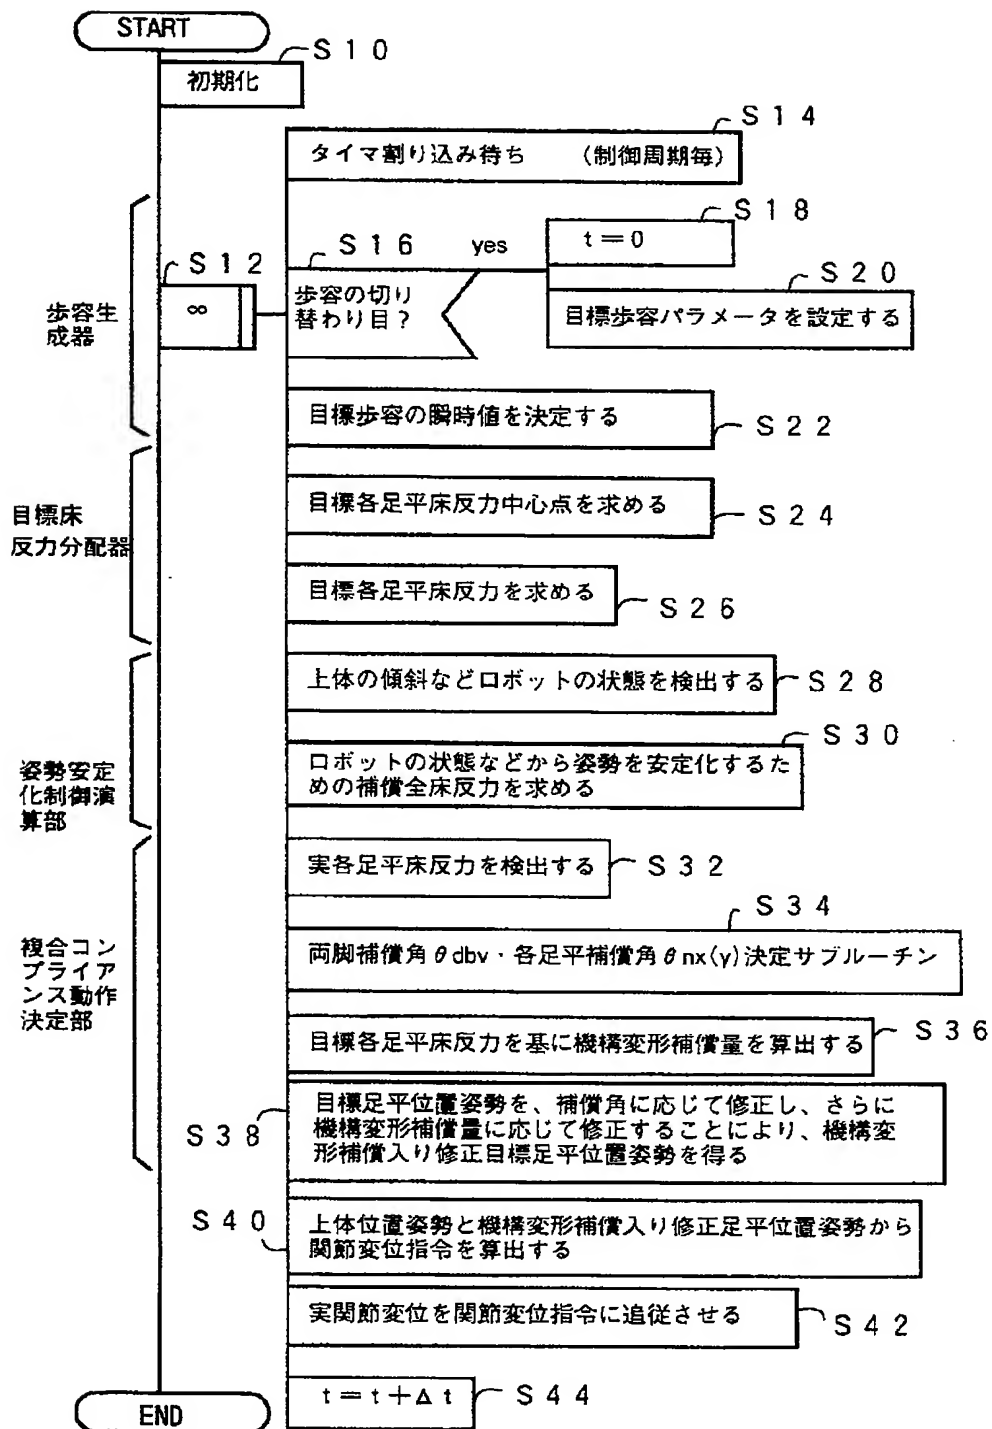 START
S10
初期化
S14
タイマ割り込み待ち （制御周期毎）
S18
t＝0
S16
yes
S12
∞
歩容の切り
替わり目？
S20
目標歩容パラメータを設定する
歩容生
成器
目標歩容の瞬時値を決定する
S22
目標床
反力分配器
目標各足平床反力中心点を求める
S24
目標各足平床反力を求める
S26
上体の傾斜などロボットの状態を検出する
S28
S30
姿勢安定
化制御演
算部
ロボットの状態などから姿勢を安定化するた
めの補償全床反力を求める
実各足平床反力を検出する
S32
S34
複合コン
プライア
ンス動作
決定部
両脚補償角θdbv・各足平補償角θnx(y)決定サブルーチン
目標各足平床反力を基に機構変形補償量を算出する
S36
S38
目標足平位置姿勢を、補償角に応じて修正し、さらに
機構変形補償量に応じて修正することにより、機構変
形補償入り修正目標足平位置姿勢を得る
S40
上体位置姿勢と機構変形補償入り修正足平位置姿勢から
関節変位指令を算出する
実関節変位を関節変位指令に追従させる
S42
t＝t＋Δt
S44
END